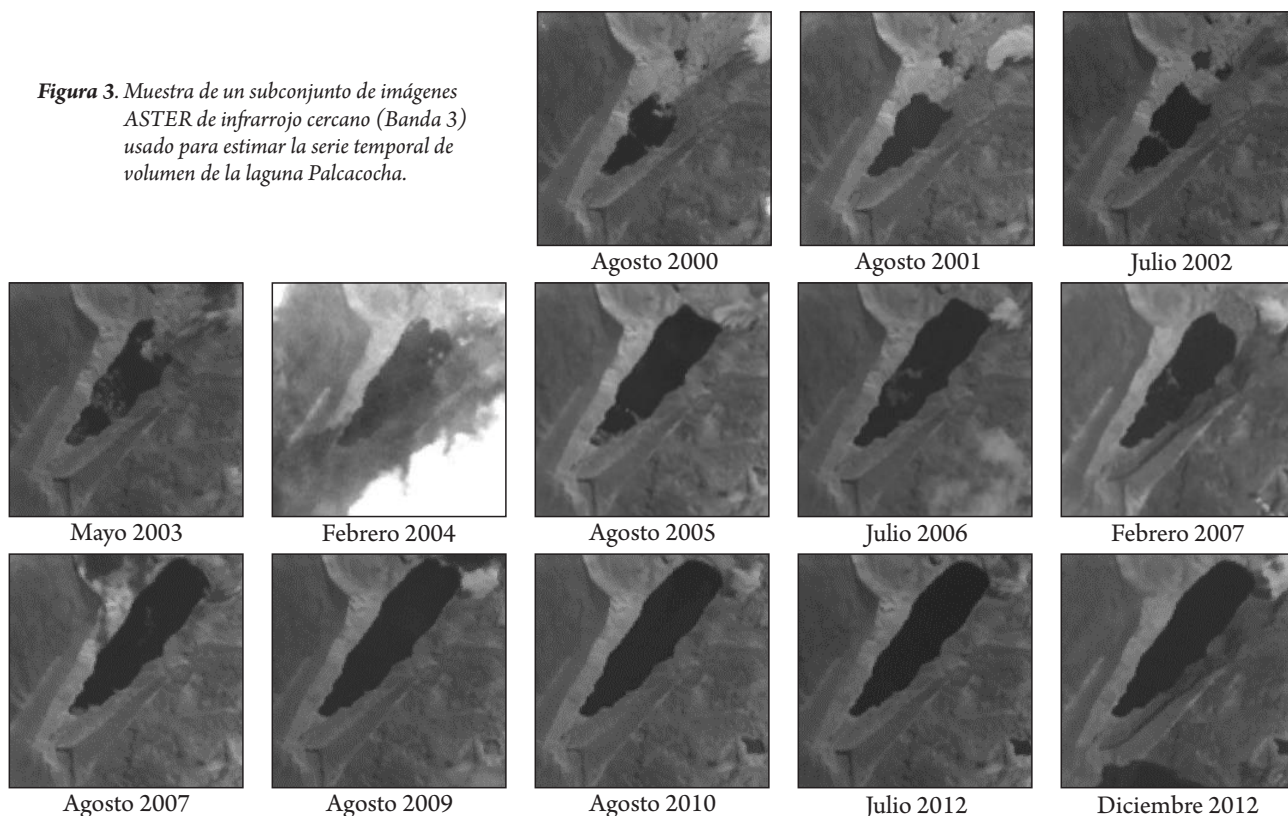 Figura 3. Muestra de un subconjunto de imágenes
ASTER de infrarrojo cercano (Banda 3)
usado para estimar la serie temporal de
volumen de la laguna Palcacocha.
Agosto 2000
Agosto 2001
Julio 2002
Mayo 2003
Febrero 2004
Agosto 2005
Julio 2006
Febrero 2007
Agosto 2007
Agosto 2009
Agosto 2010
Julio 2012
Diciembre 2012